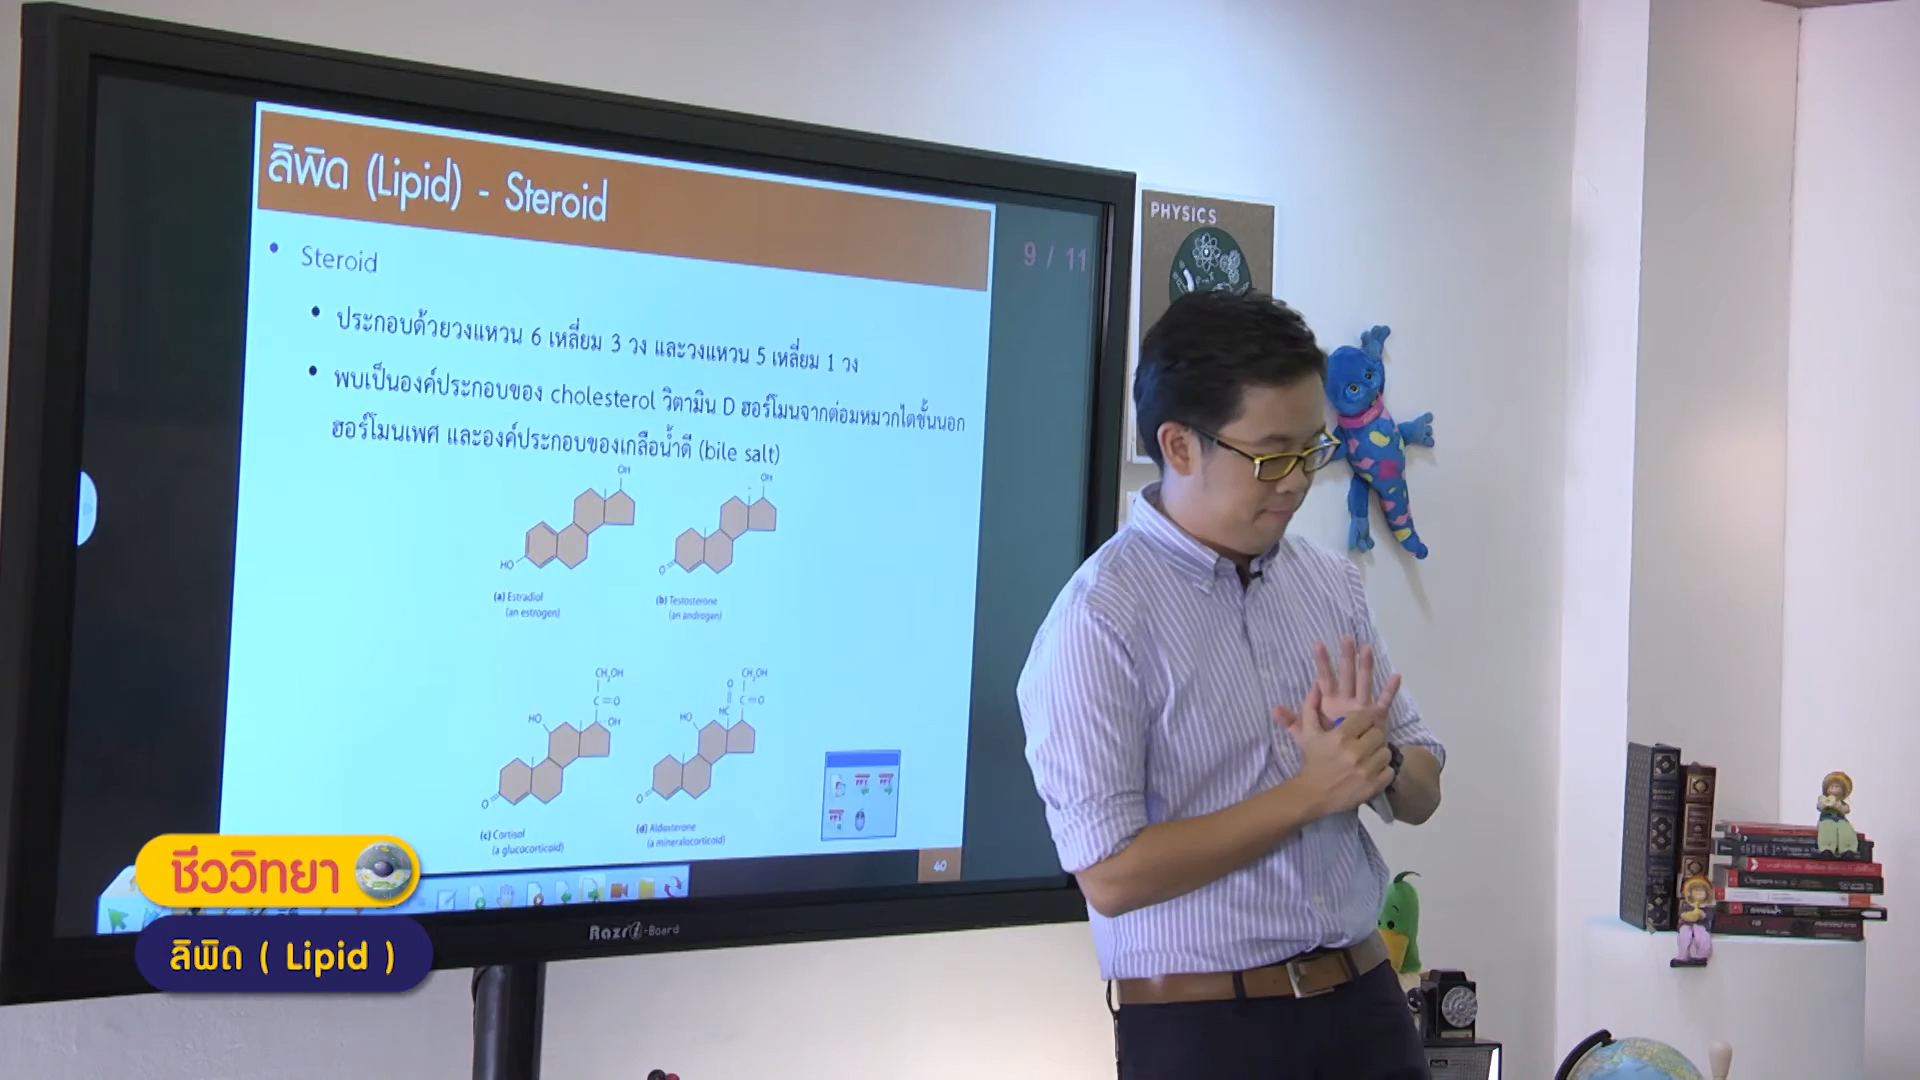 ลิพิด (Lipid) - Steroid
9 / 11
• Steroid
• ประกอบด้วยวงแหวน 6 เหลี่ยม 3 วง และวงแหวน 5 เหลี่ยม 1 วง
• พบเป็นองค์ประกอบของ cholesterol วิตามิน D ฮอร์โมนจากต่อมหมวกไตชั้นนอก
ฮอร์โมนเพศ และองค์ประกอบของเกลือน้ำดี (bile salt)
OH
OH
HO
O
(a) Estradiol
(an estrogen)
(b) Testosterone
(an androgen)
CH₂OH
C=O
HO
OH
O
CH₂OH
O
C=O
HC
HO
O
(c) Cortisol
(a glucocorticoid)
(d) Aldosterone
(a mineralocorticoid)
40
Razr i-Board
PHYSICS
ชีววิทยา
ลิพิด ( Lipid )